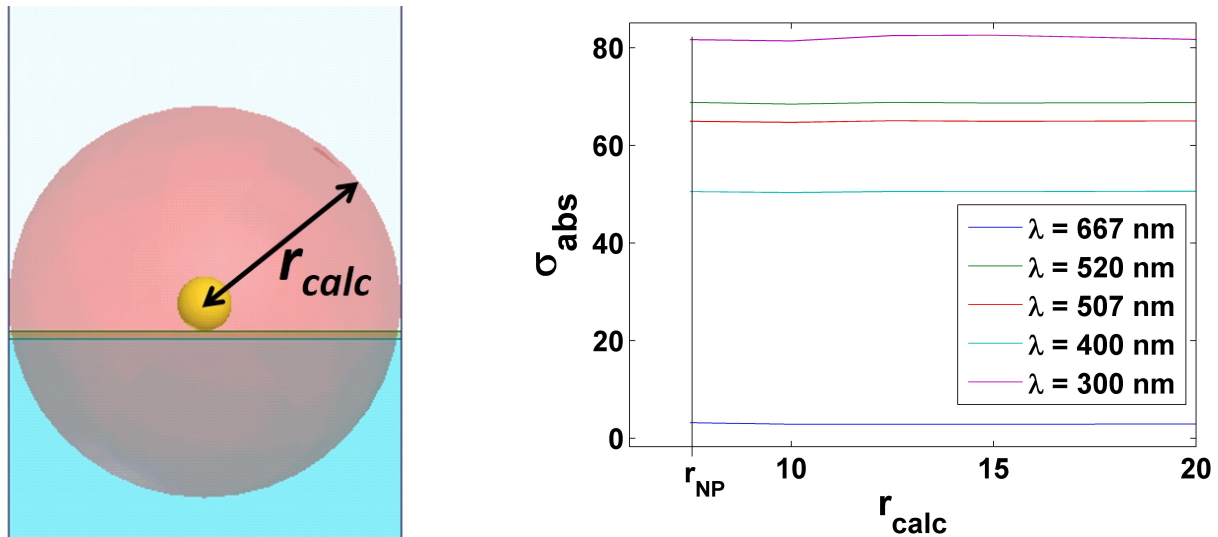 r_calc
80
60
40
20
0
σ_abs
λ = 667 nm
λ = 520 nm
λ = 507 nm
λ = 400 nm
λ = 300 nm
r_NP 10 15 20
r_calc